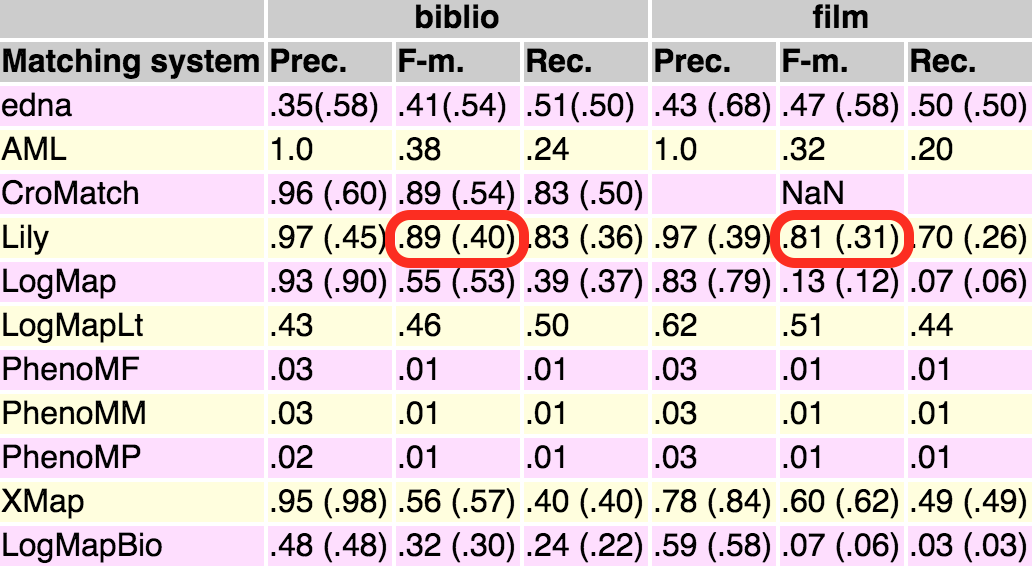 biblio film
Matching system Prec. F-m. Rec. Prec. F-m. Rec.
edna .35(.58) .41(.54) .51(.50) .43 (.68) .47 (.58) .50 (.50)
AML 1.0 .38 .24 1.0 .32 .20
CroMatch .96 (.60) .89 (.54) .83 (.50) NaN
Lily .97 (.45) .89 (.40) .83 (.36) .97 (.39) .81 (.31) .70 (.26)
LogMap .93 (.90) .55 (.53) .39 (.37) .83 (.79) .13 (.12) .07 (.06)
LogMapLt .43 .46 .50 .62 .51 .44
PhenoMF .03 .01 .01 .03 .01 .01
PhenoMM .03 .01 .01 .03 .01 .01
PhenoMP .02 .01 .01 .03 .01 .01
XMap .95 (.98) .56 (.57) .40 (.40) .78 (.84) .60 (.62) .49 (.49)
LogMapBio .48 (.48) .32 (.30) .24 (.22) .59 (.58) .07 (.06) .03 (.03)